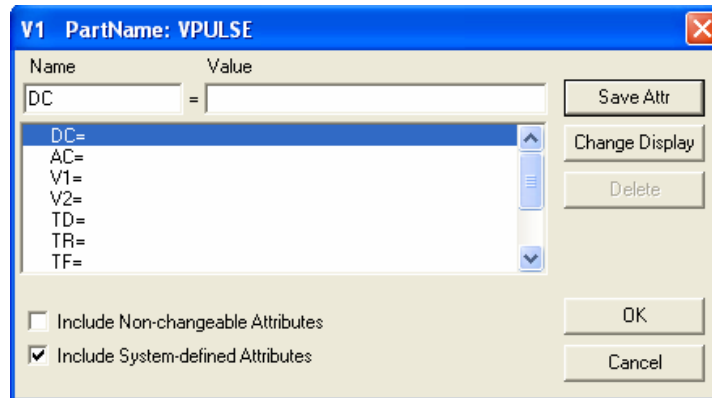 V1 PartName: VPULSE
Name Value
DC = Save Attr
DC=
AC=
V1=
V2=
TD=
TR=
TF=
Change Display
Delete
Include Non-changeable Attributes
Include System-defined Attributes
OK
Cancel